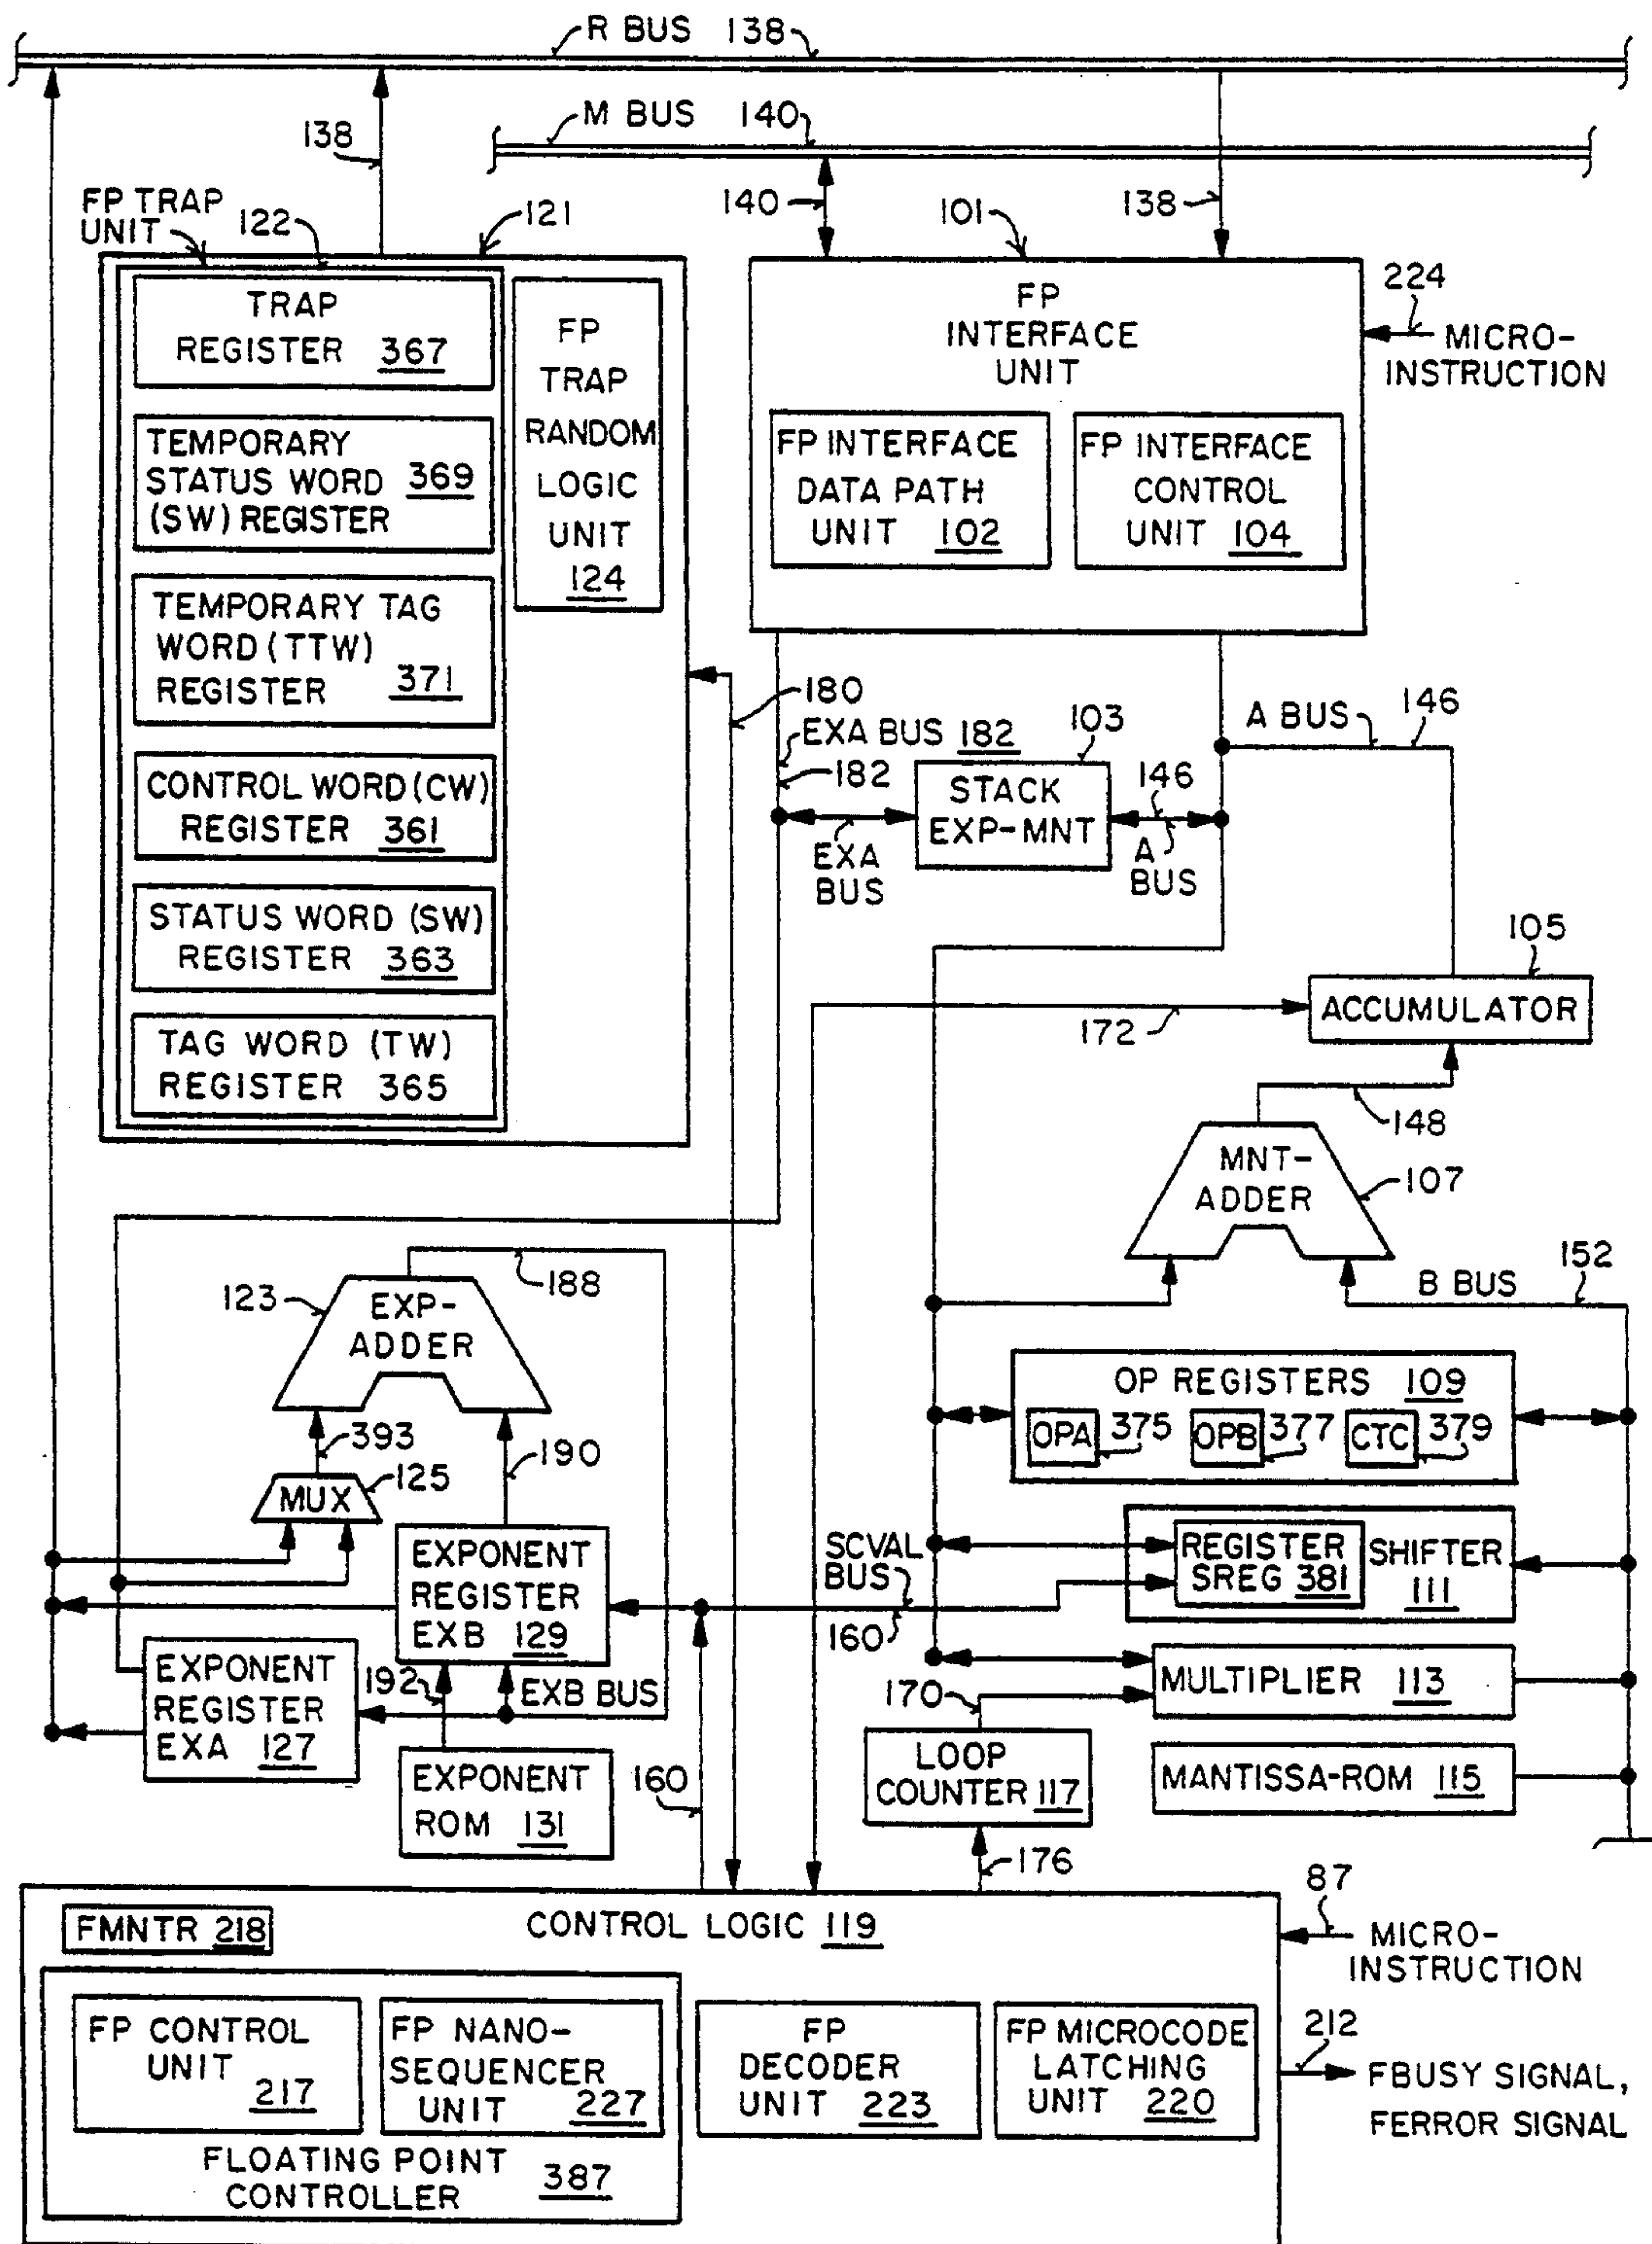 R BUS 138
M BUS 140
138
FP TRAP
UNIT
122
121
140
101
138
TRAP
REGISTER 367
TEMPORARY
STATUS WORD 369
(SW) REGISTER
TEMPORARY TAG
WORD (TTW)
REGISTER 371
CONTROL WORD (CW)
REGISTER 361
STATUS WORD (SW)
REGISTER 363
TAG WORD (TW)
REGISTER 365
FP
TRAP
RANDOM
LOGIC
UNIT
124
FP
INTERFACE
UNIT
224
MICRO-
INSTRUCTION
FP INTERFACE
DATA PATH
UNIT 102
FP INTERFACE
CONTROL
UNIT 104
180
EXA BUS 182
182
103
STACK
EXP-MNT
EXA
BUS
146
A
BUS
A BUS
146
105
ACCUMULATOR
172
148
MNT-
ADDER
107
B BUS
152
188
123
EXP-
ADDER
393
190
MUX
125
OP REGISTERS 109
OPA 375
OPB 377
CTC 379
EXPONENT
REGISTER
EXB 129
SCVAL
BUS
160
REGISTER
SREG 381
SHIFTER
111
EXPONENT
REGISTER
EXA 127
192
EXB BUS
MULTIPLIER 113
170
LOOP
COUNTER 117
MANTISSA-ROM 115
EXPONENT
ROM 131
160
176
87
MICRO-
INSTRUCTION
FMNTR 218
CONTROL LOGIC 119
FP CONTROL
UNIT
217
FP NANO-
SEQUENCER
UNIT 227
FP
DECODER
UNIT 223
FP MICROCODE
LATCHING
UNIT 220
212
FBUSY SIGNAL,
FERROR SIGNAL
FLOATING POINT
CONTROLLER 387